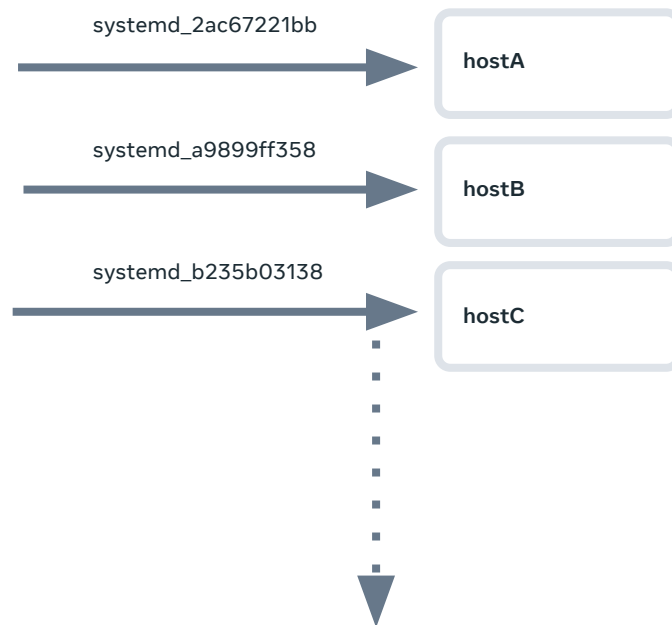 systemd_2ac67221bb
hostA
systemd_a9899ff358
hostB
systemd_b235b03138
hostC